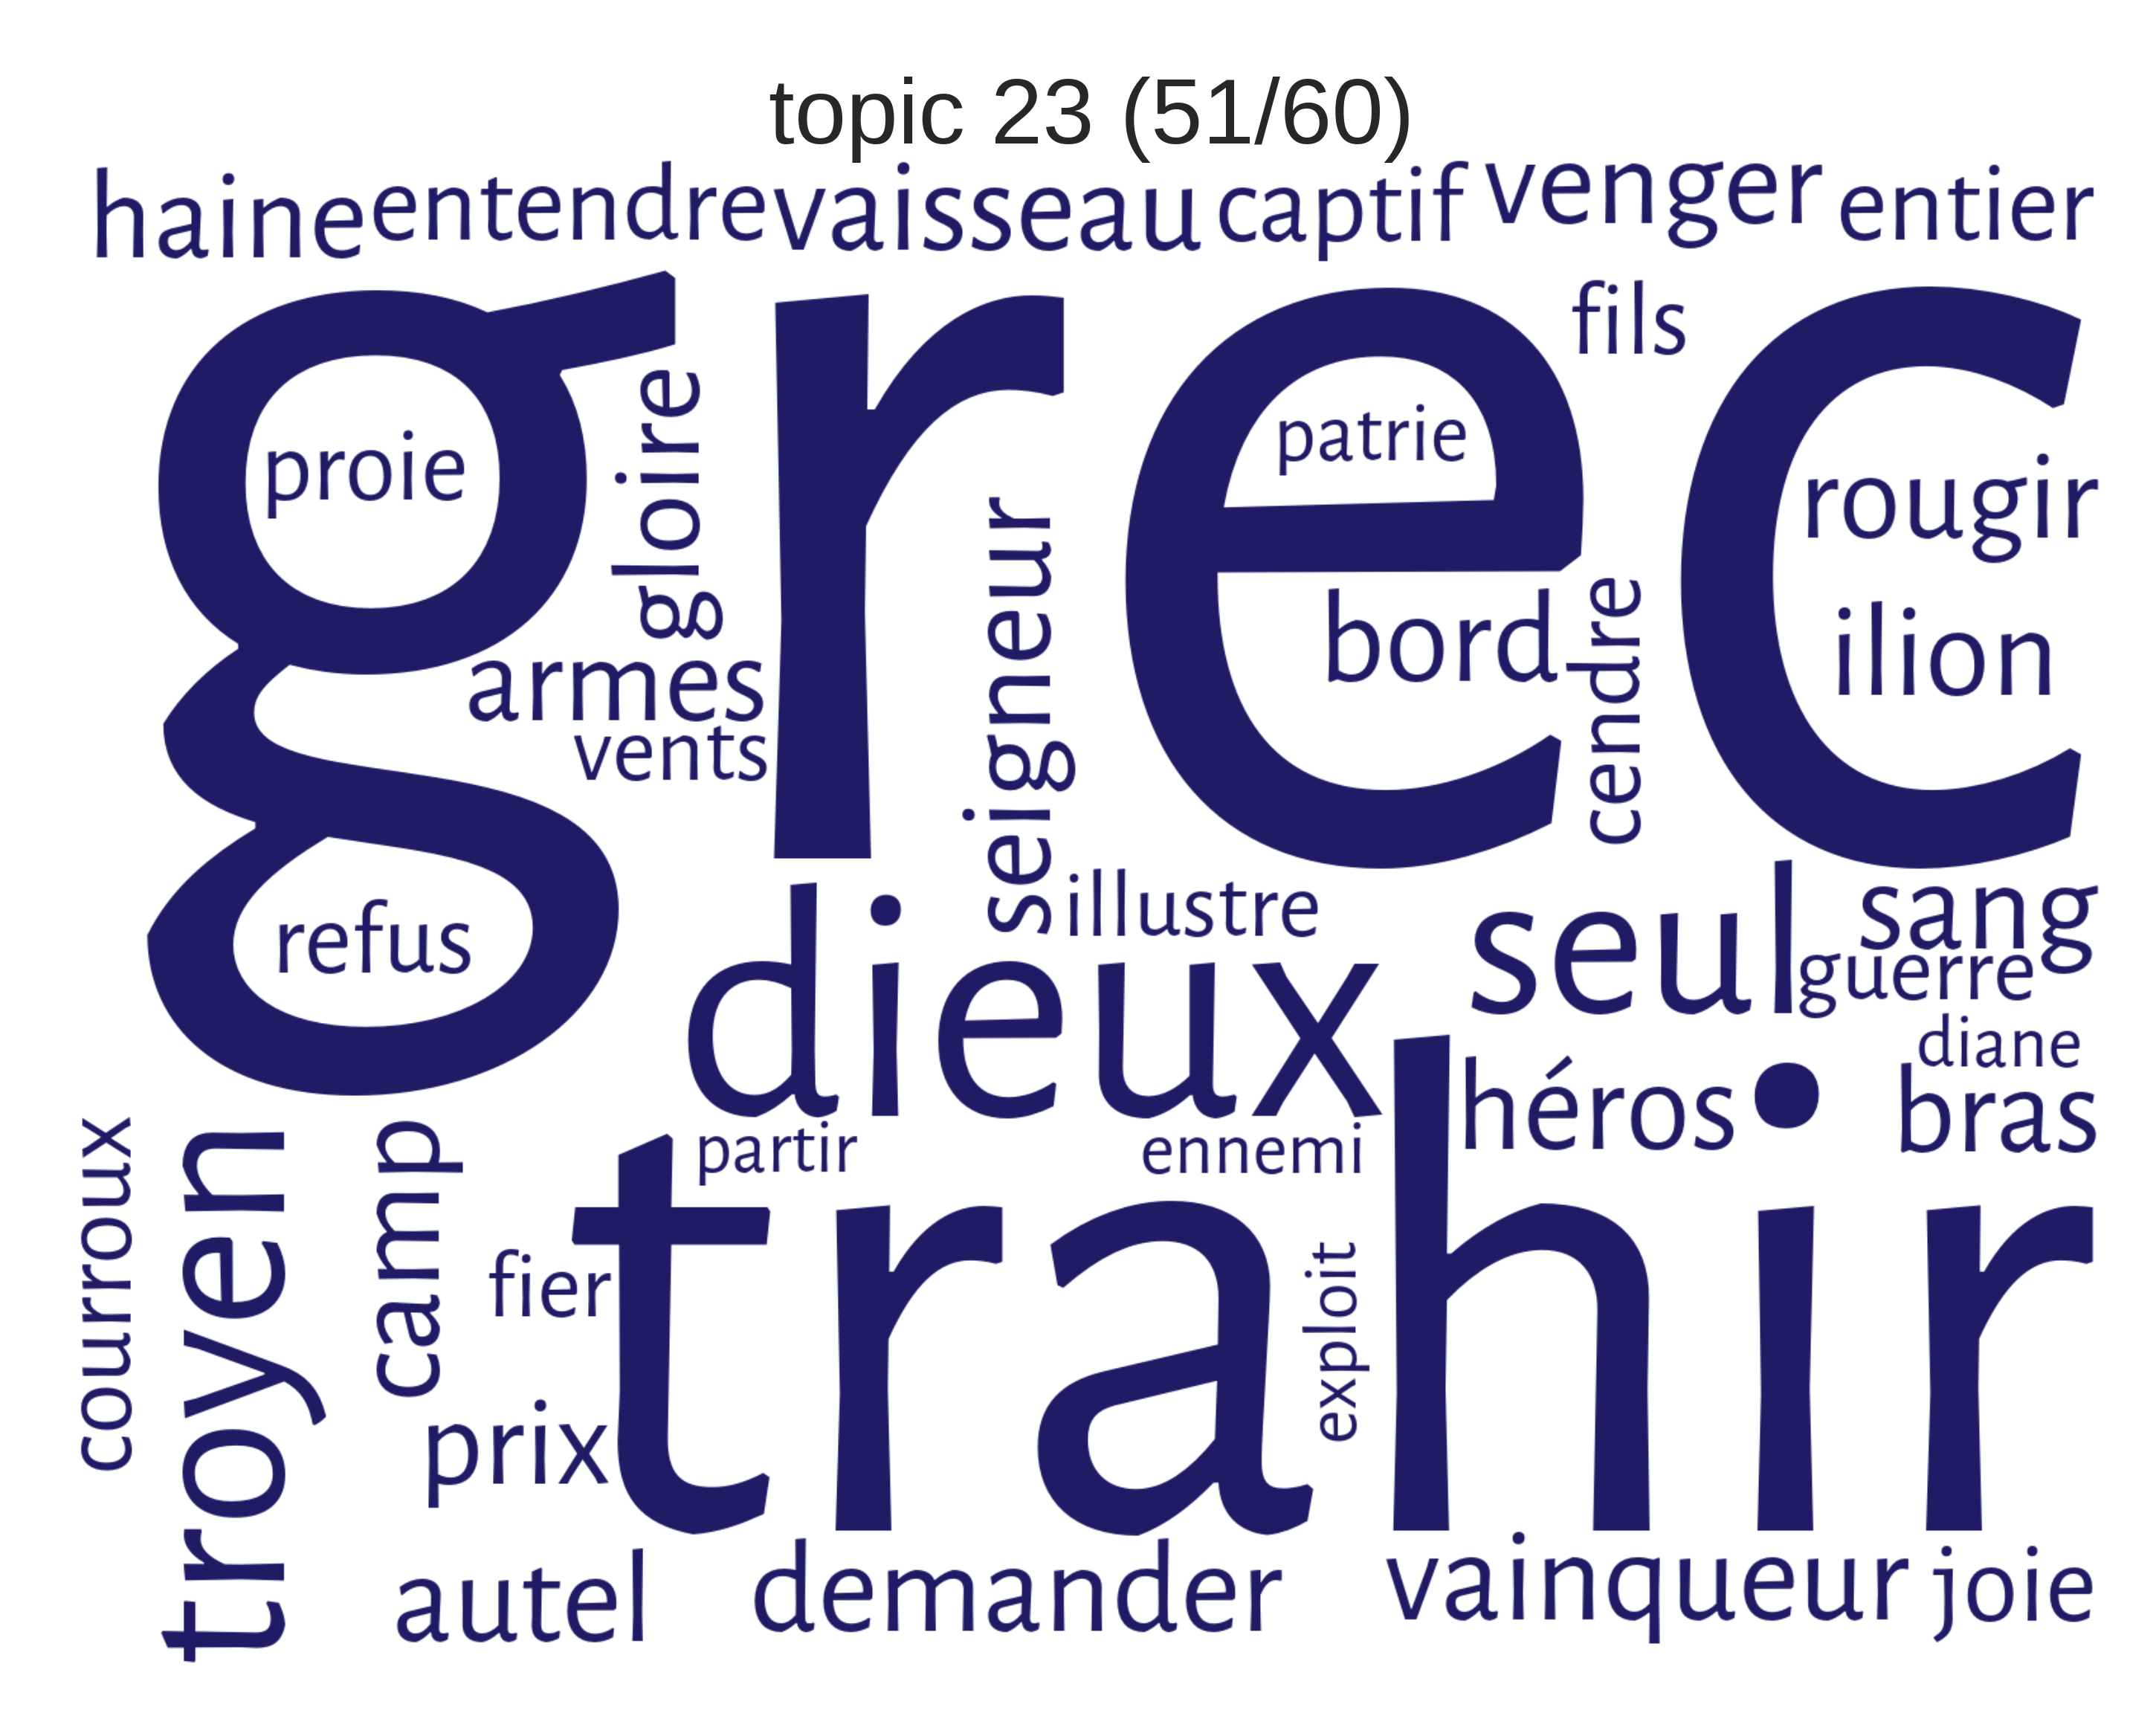 topic 23 (51/60)
haine entendre vaisseau captif venger entier
fils
grec
proie
gloire
patrie
rougir
seigneur
bord
cendre
ilion
armes
vents
refus
dieux
illustre
seul
sang
guerre
diane
héros
bras
courroux
troyen
camp
partir
ennemi
trahir
fier
exploit
prix
autel
demander
vainqueur
joie